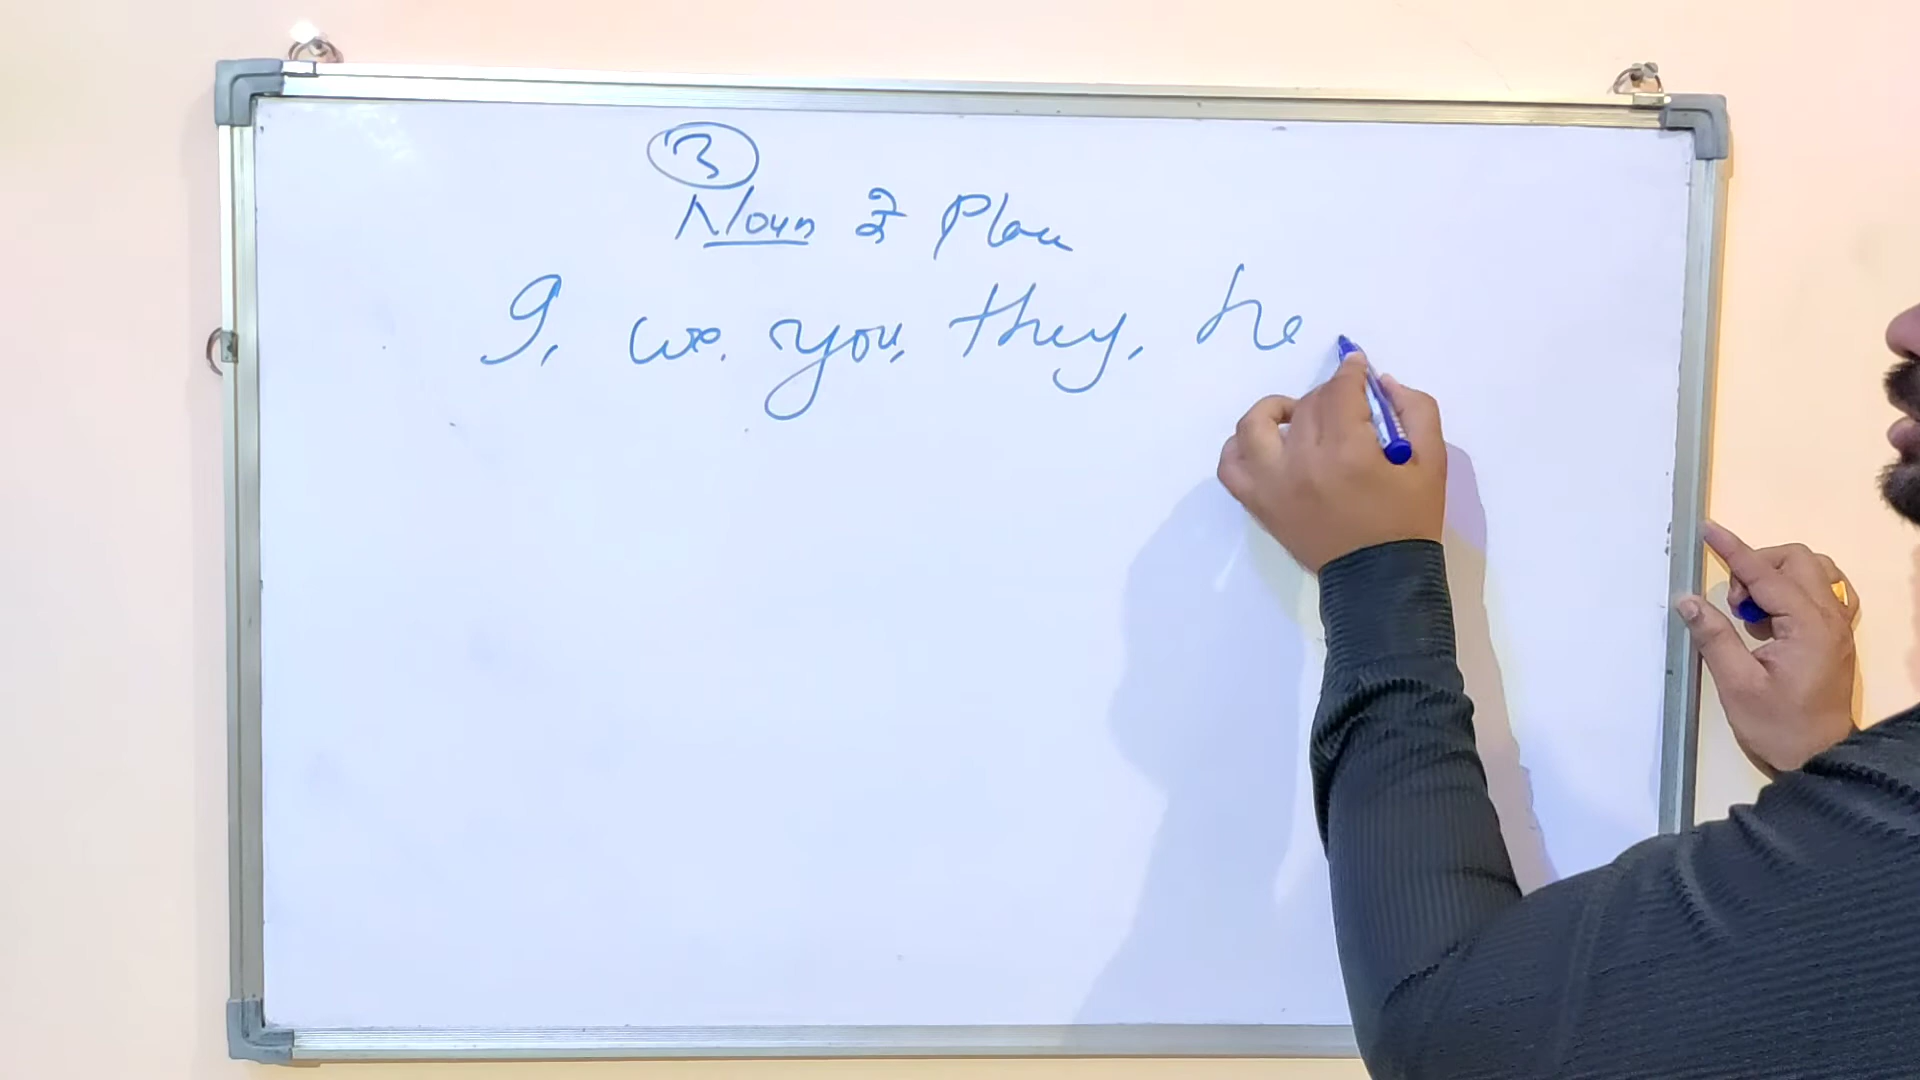 3
Noun के Place
I, we, you, they, he